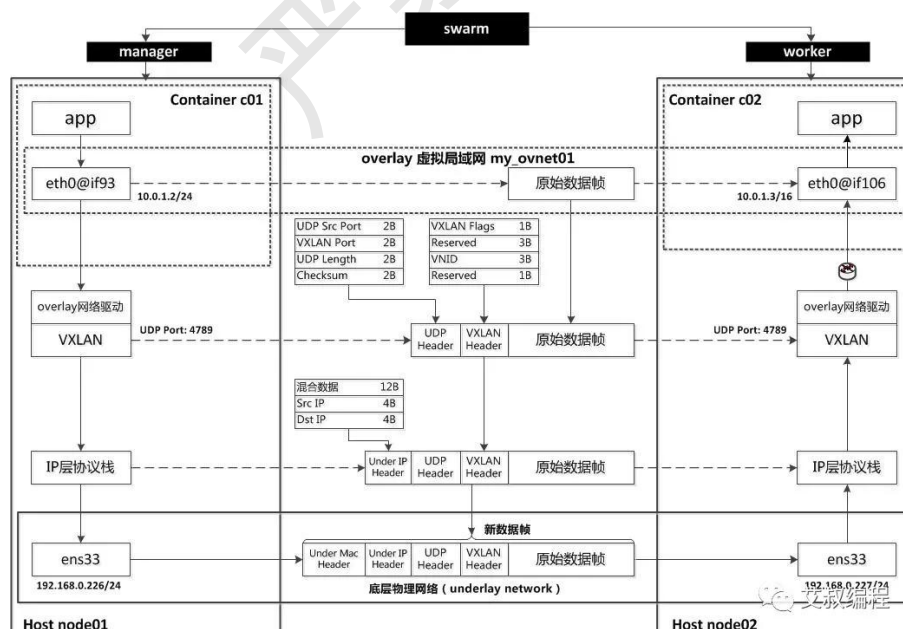 swarm
manager
worker
Container c01
Container c02
app
app
overlay 虚拟局域网 my_ovnet01
eth0@if93
原始数据帧
eth0@if106
10.0.1.2/24
10.0.1.3/16
UDP Src Port 2B
VXLAN Port 2B
UDP Length 2B
Checksum 2B
VXLAN Flags 1B
Reserved 3B
VNID 3B
Reserved 1B
overlay网络驱动
VXLAN
UDP Port: 4789
UDP Header
VXLAN Header
原始数据帧
UDP Port: 4789
overlay网络驱动
VXLAN
混合数据 12B
Src IP 4B
Dst IP 4B
IP层协议栈
Under IP Header
UDP Header
VXLAN Header
原始数据帧
IP层协议栈
新数据帧
ens33
Under Mac Header
Under IP Header
UDP Header
VXLAN Header
原始数据帧
ens33
192.168.0.226/24
底层物理网络（underlay network）
192.168.0.227/24
艾叔编程
Host node01
Host node02